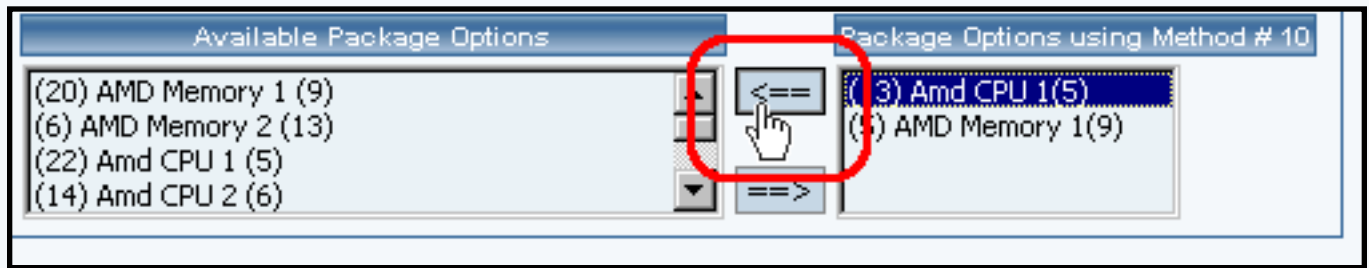 Available Package Options
Package Options using Method # 10
(20) AMD Memory 1 (9)
(6) AMD Memory 2 (13)
(22) Amd CPU 1 (5)
(14) Amd CPU 2 (6)
<==
==>
3) Amd CPU 1(5)
(5) AMD Memory 1(9)